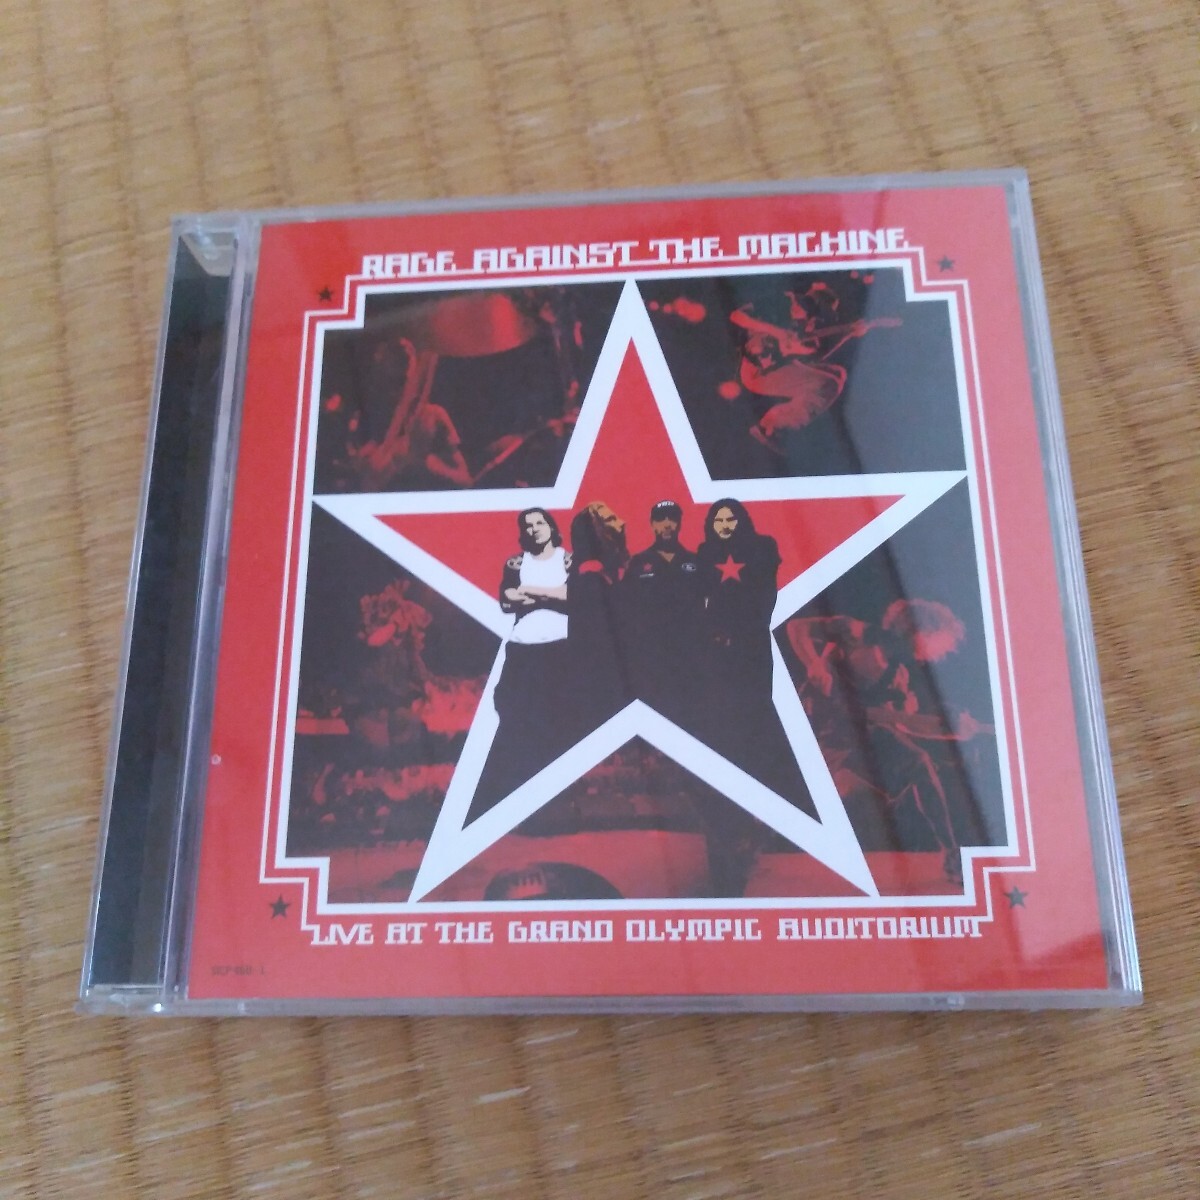 RAGE AGAINST THE MACHINE
LIVE AT THE GRAND OLYMPIC AUDITORIUM